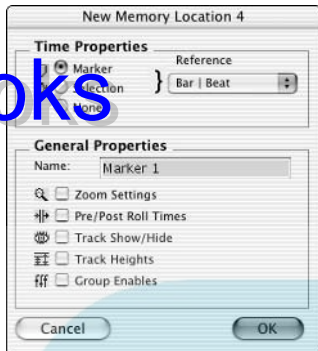 New Memory Location 4
Time Properties
Marker
Selection
None
Reference
Bar | Beat
oks
General Properties
Name: Marker 1
Zoom Settings
Pre/Post Roll Times
Track Show/Hide
Track Heights
Group Enables
Cancel OK